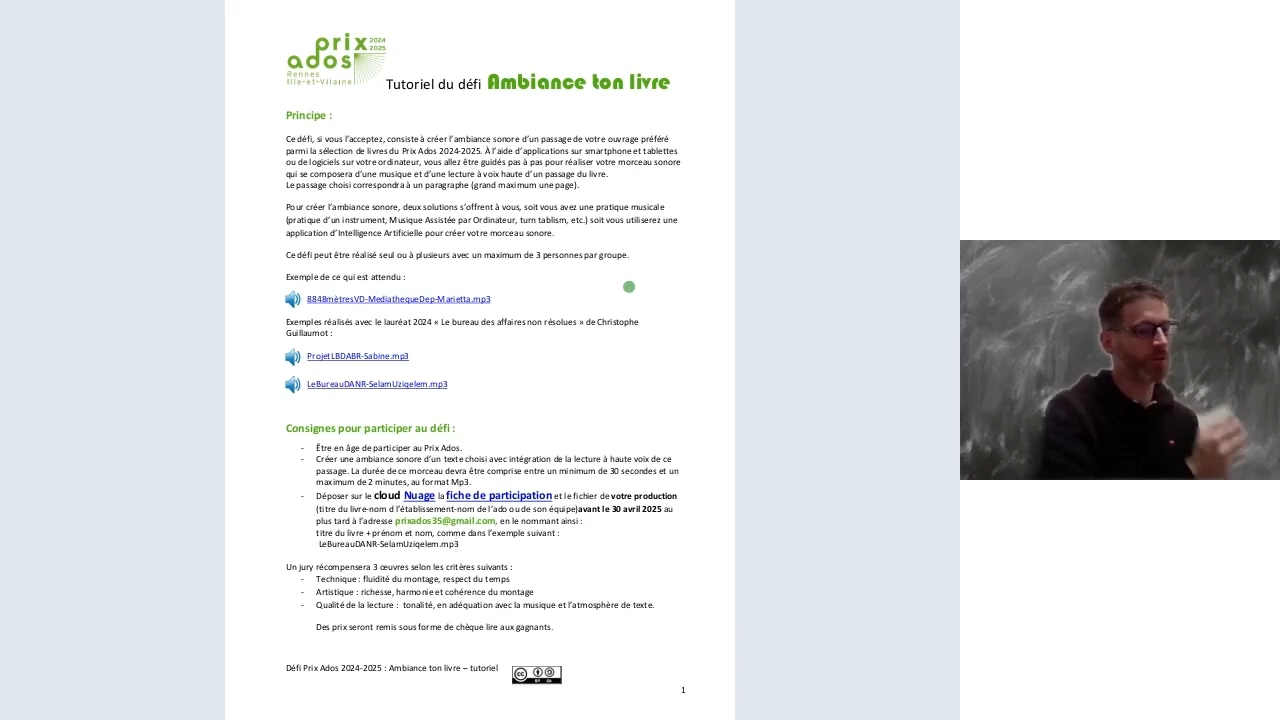 prix 2024
2025
ados
Rennes
Ille-et-Vilaine
Tutoriel du défi Ambiance ton livre
Principe :
Ce défi, si vous l'acceptez, consiste à créer l'ambiance sonore d'un passage de votre ouvrage préféré
parmi la sélection de livres du Prix Ados 2024-2025. À l'aide d'applications sur smartphone et tablettes
ou de logiciels sur votre ordinateur, vous allez être guidés pas à pas pour réaliser votre morceau sonore
qui se composera d'une musique et d'une lecture à voix haute d'un passage du livre.
Le passage choisi correspondra à un paragraphe (grand maximum une page).
Pour créer l'ambiance sonore, deux solutions s'offrent à vous, soit vous avez une pratique musicale
(pratique d'un instrument, Musique Assistée par Ordinateur, turn tablism, etc.) soit vous utiliserez une
application d'Intelligence Artificielle pour créer votre morceau sonore.
Ce défi peut être réalisé seul ou à plusieurs avec un maximum de 3 personnes par groupe.
Exemple de ce qui est attendu :
8848mètresVD-MediathequeDep-Marietta.mp3
Exemples réalisés avec le lauréat 2024 « Le bureau des affaires non résolues » de Christophe
Guillaumot :
ProjetLBDABR-Sabine.mp3
LeBureauDANR-SelamUziqelem.mp3
Consignes pour participer au défi :
- Être en âge de participer au Prix Ados.
- Créer une ambiance sonore d'un texte choisi avec intégration de la lecture à haute voix de ce
passage. La durée de ce morceau devra être comprise entre un minimum de 30 secondes et un
maximum de 2 minutes, au format Mp3.
- Déposer sur le cloud Nuage la fiche de participation et le fichier de votre production
(titre du livre-nom d l'établissement-nom de l'ado ou de son équipe)avant le 30 avril 2025 au
plus tard à l'adresse prixados35@gmail.com, en le nommant ainsi :
titre du livre + prénom et nom, comme dans l'exemple suivant :
LeBureauDANR-SelamUziqelem.mp3
Un jury récompensera 3 œuvres selon les critères suivants :
- Technique : fluidité du montage, respect du temps
- Artistique : richesse, harmonie et cohérence du montage
- Qualité de la lecture : tonalité, en adéquation avec la musique et l'atmosphère de texte.
Des prix seront remis sous forme de chèque lire aux gagnants.
Défi Prix Ados 2024-2025 : Ambiance ton livre – tutoriel
cc BY SA
1